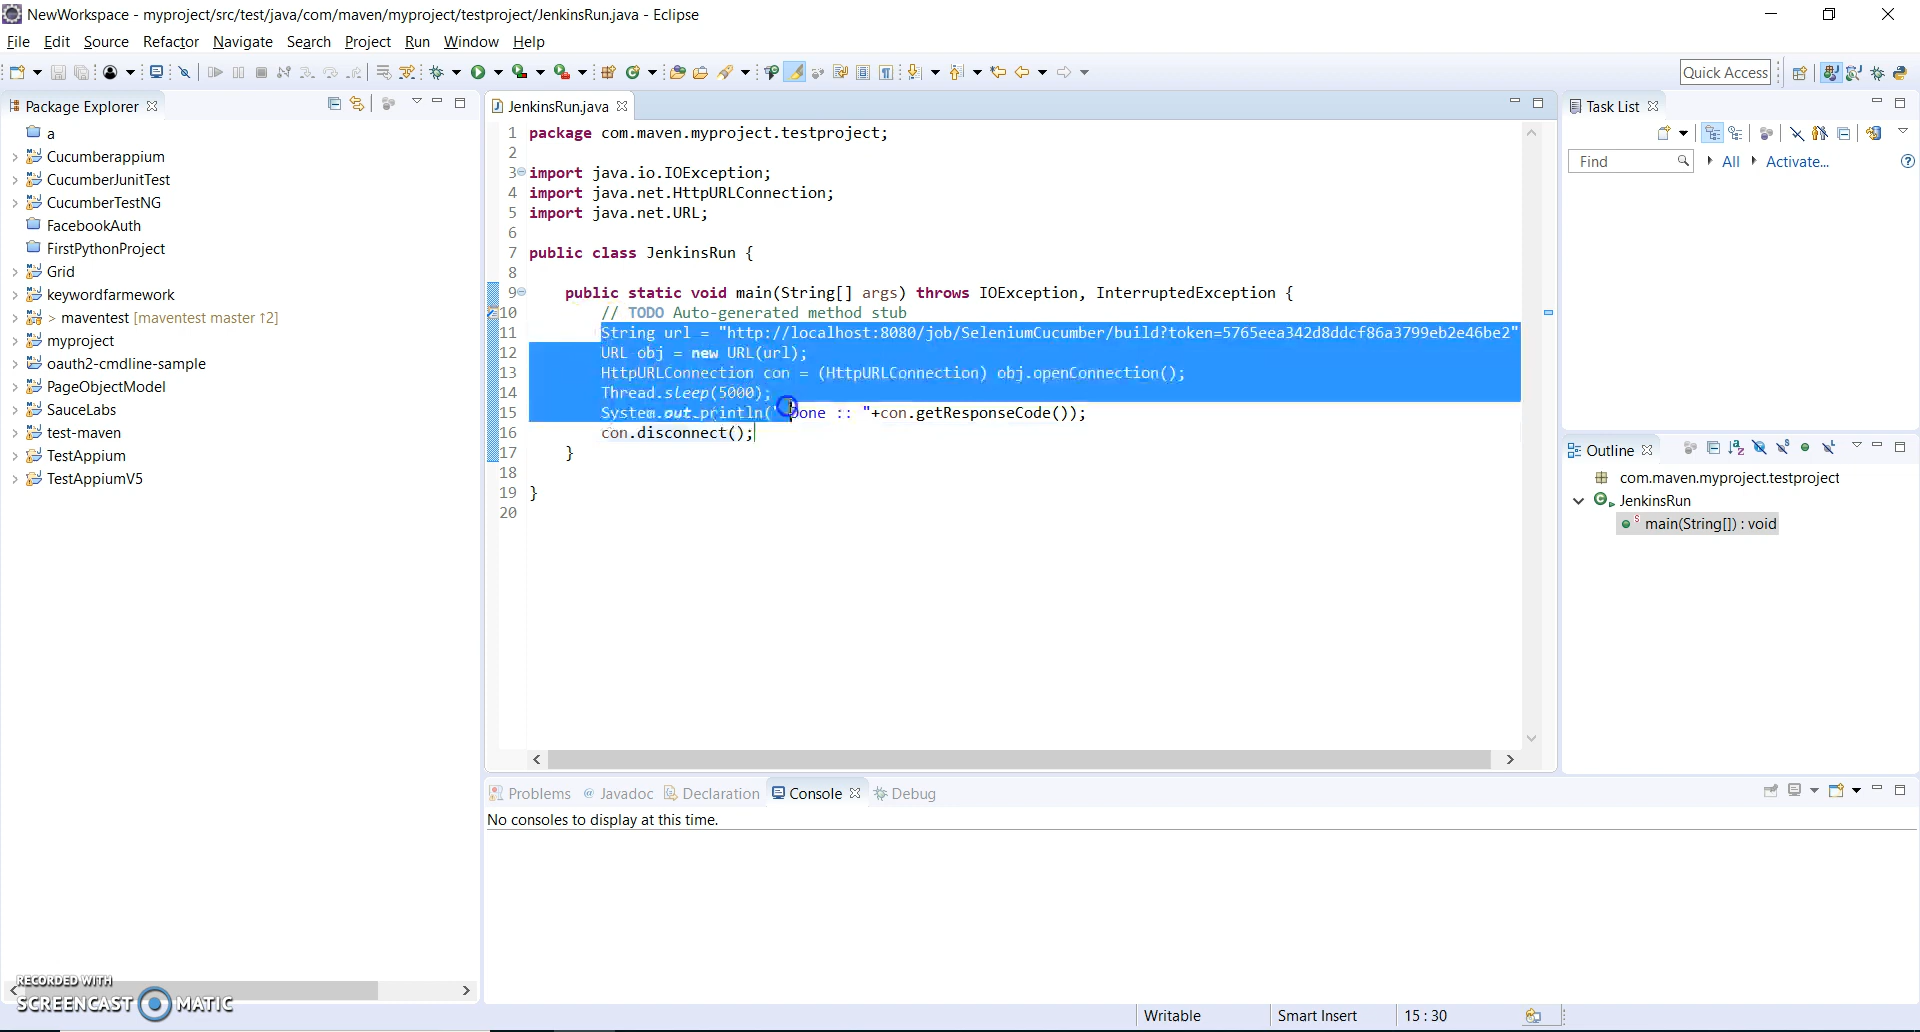 NewWorkspace - myproject/src/test/java/com/maven/myproject/testproject/JenkinsRun.java - Eclipse
File Edit Source Refactor Navigate Search Project Run Window Help
Quick Access
Package Explorer
a
Cucumberappium
CucumberJunitTest
CucumberTestNG
FacebookAuth
FirstPythonProject
Grid
keywordfarmework
> maventest [maventest master ↑2]
myproject
oauth2-cmdline-sample
PageObjectModel
SauceLabs
test-maven
TestAppium
TestAppiumV5
JenkinsRun.java
1 package com.maven.myproject.testproject;
2
3 import java.io.IOException;
4 import java.net.HttpURLConnection;
5 import java.net.URL;
6
7 public class JenkinsRun {
8
9 public static void main(String[] args) throws IOException, InterruptedException {
10 // TODO Auto-generated method stub
11 String url = "http://localhost:8080/job/SeleniumCucumber/build?token=5765eea342d8ddcf86a3799eb2e46be2"
12 URL obj = new URL(url);
13 HttpURLConnection con = (HttpURLConnection) obj.openConnection();
14 Thread.sleep(5000);
15 System.out.println(" Done :: "+con.getResponseCode());
16 con.disconnect();
17 }
18
19 }
20
Task List
Find All Activate...
Outline
com.maven.myproject.testproject
JenkinsRun
main(String[]) : void
Problems @ Javadoc Declaration Console Debug
No consoles to display at this time.
RECORDED WITH
SCREENCAST MATIC
Writable Smart Insert 15 : 30